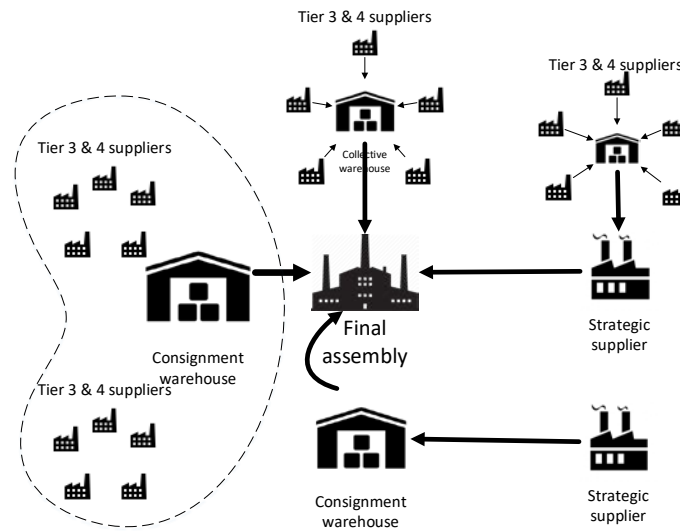 Tier 3 & 4 suppliers
Tier 3 & 4 suppliers
Tier 3 & 4 suppliers
Collective
warehouse
Final
assembly
Strategic
supplier
Consignment
warehouse
Tier 3 & 4 suppliers
Consignment
warehouse
Strategic
supplier